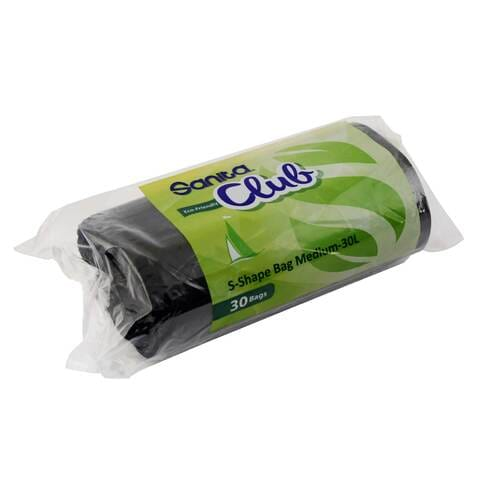 Sanita
Club
Eco-Friendly
S-Shape Bag Medium-30L
30 Bags